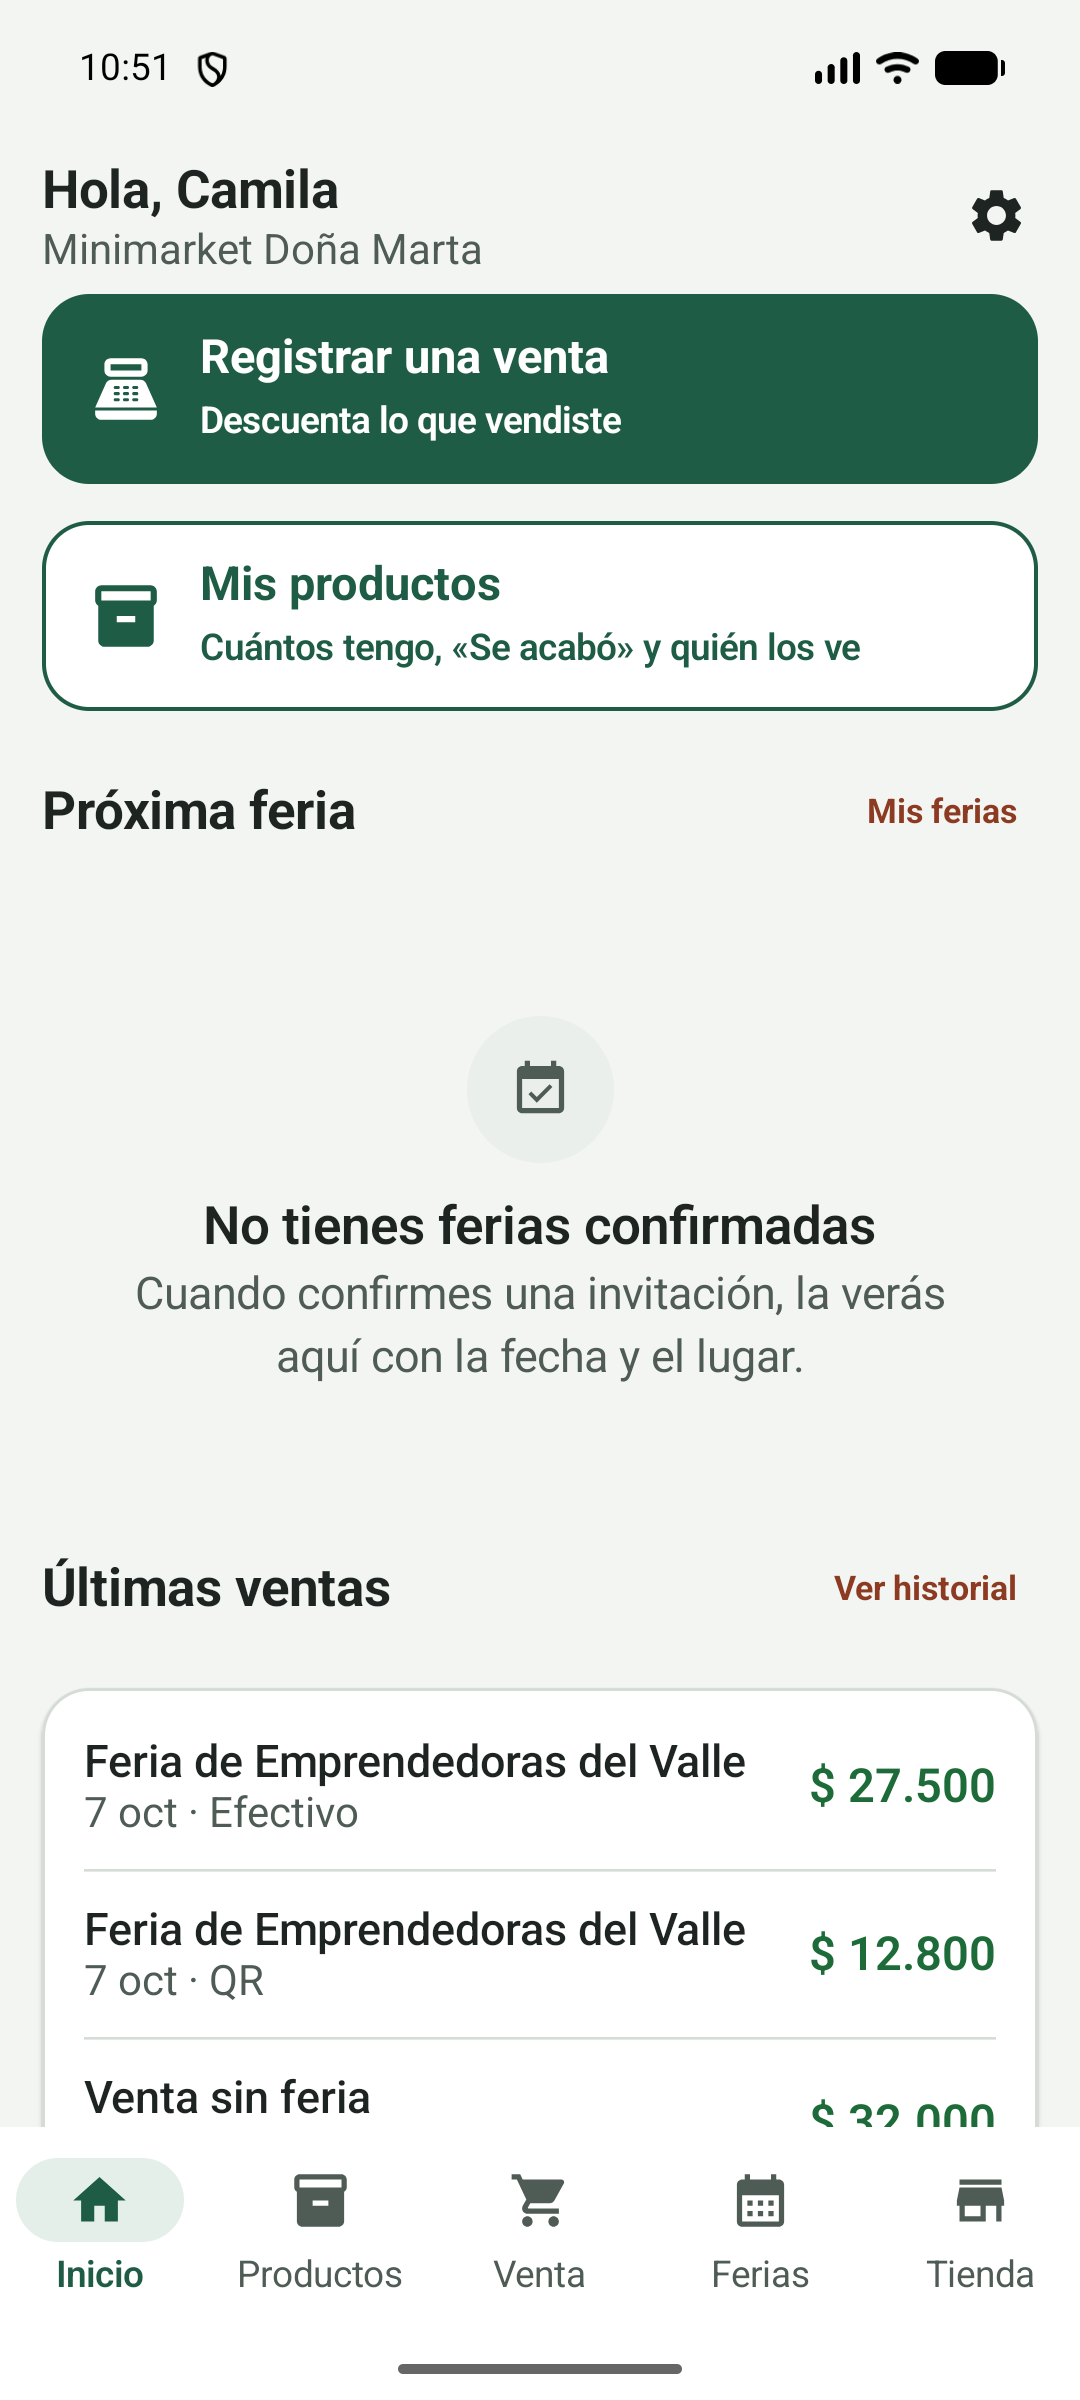 10:51
Hola, Camila
Minimarket Doña Marta
Registrar una venta
Descuenta lo que vendiste
Mis productos
Cuántos tengo, «Se acabó» y quién los ve
Próxima feria
Mis ferias
No tienes ferias confirmadas
Cuando confirmes una invitación, la verás
aquí con la fecha y el lugar.
Últimas ventas
Ver historial
Feria de Emprendedoras del Valle
7 oct · Efectivo
$ 27.500
Feria de Emprendedoras del Valle
7 oct · QR
$ 12.800
Venta sin feria
$ 32.000
Inicio
Productos
Venta
Ferias
Tienda